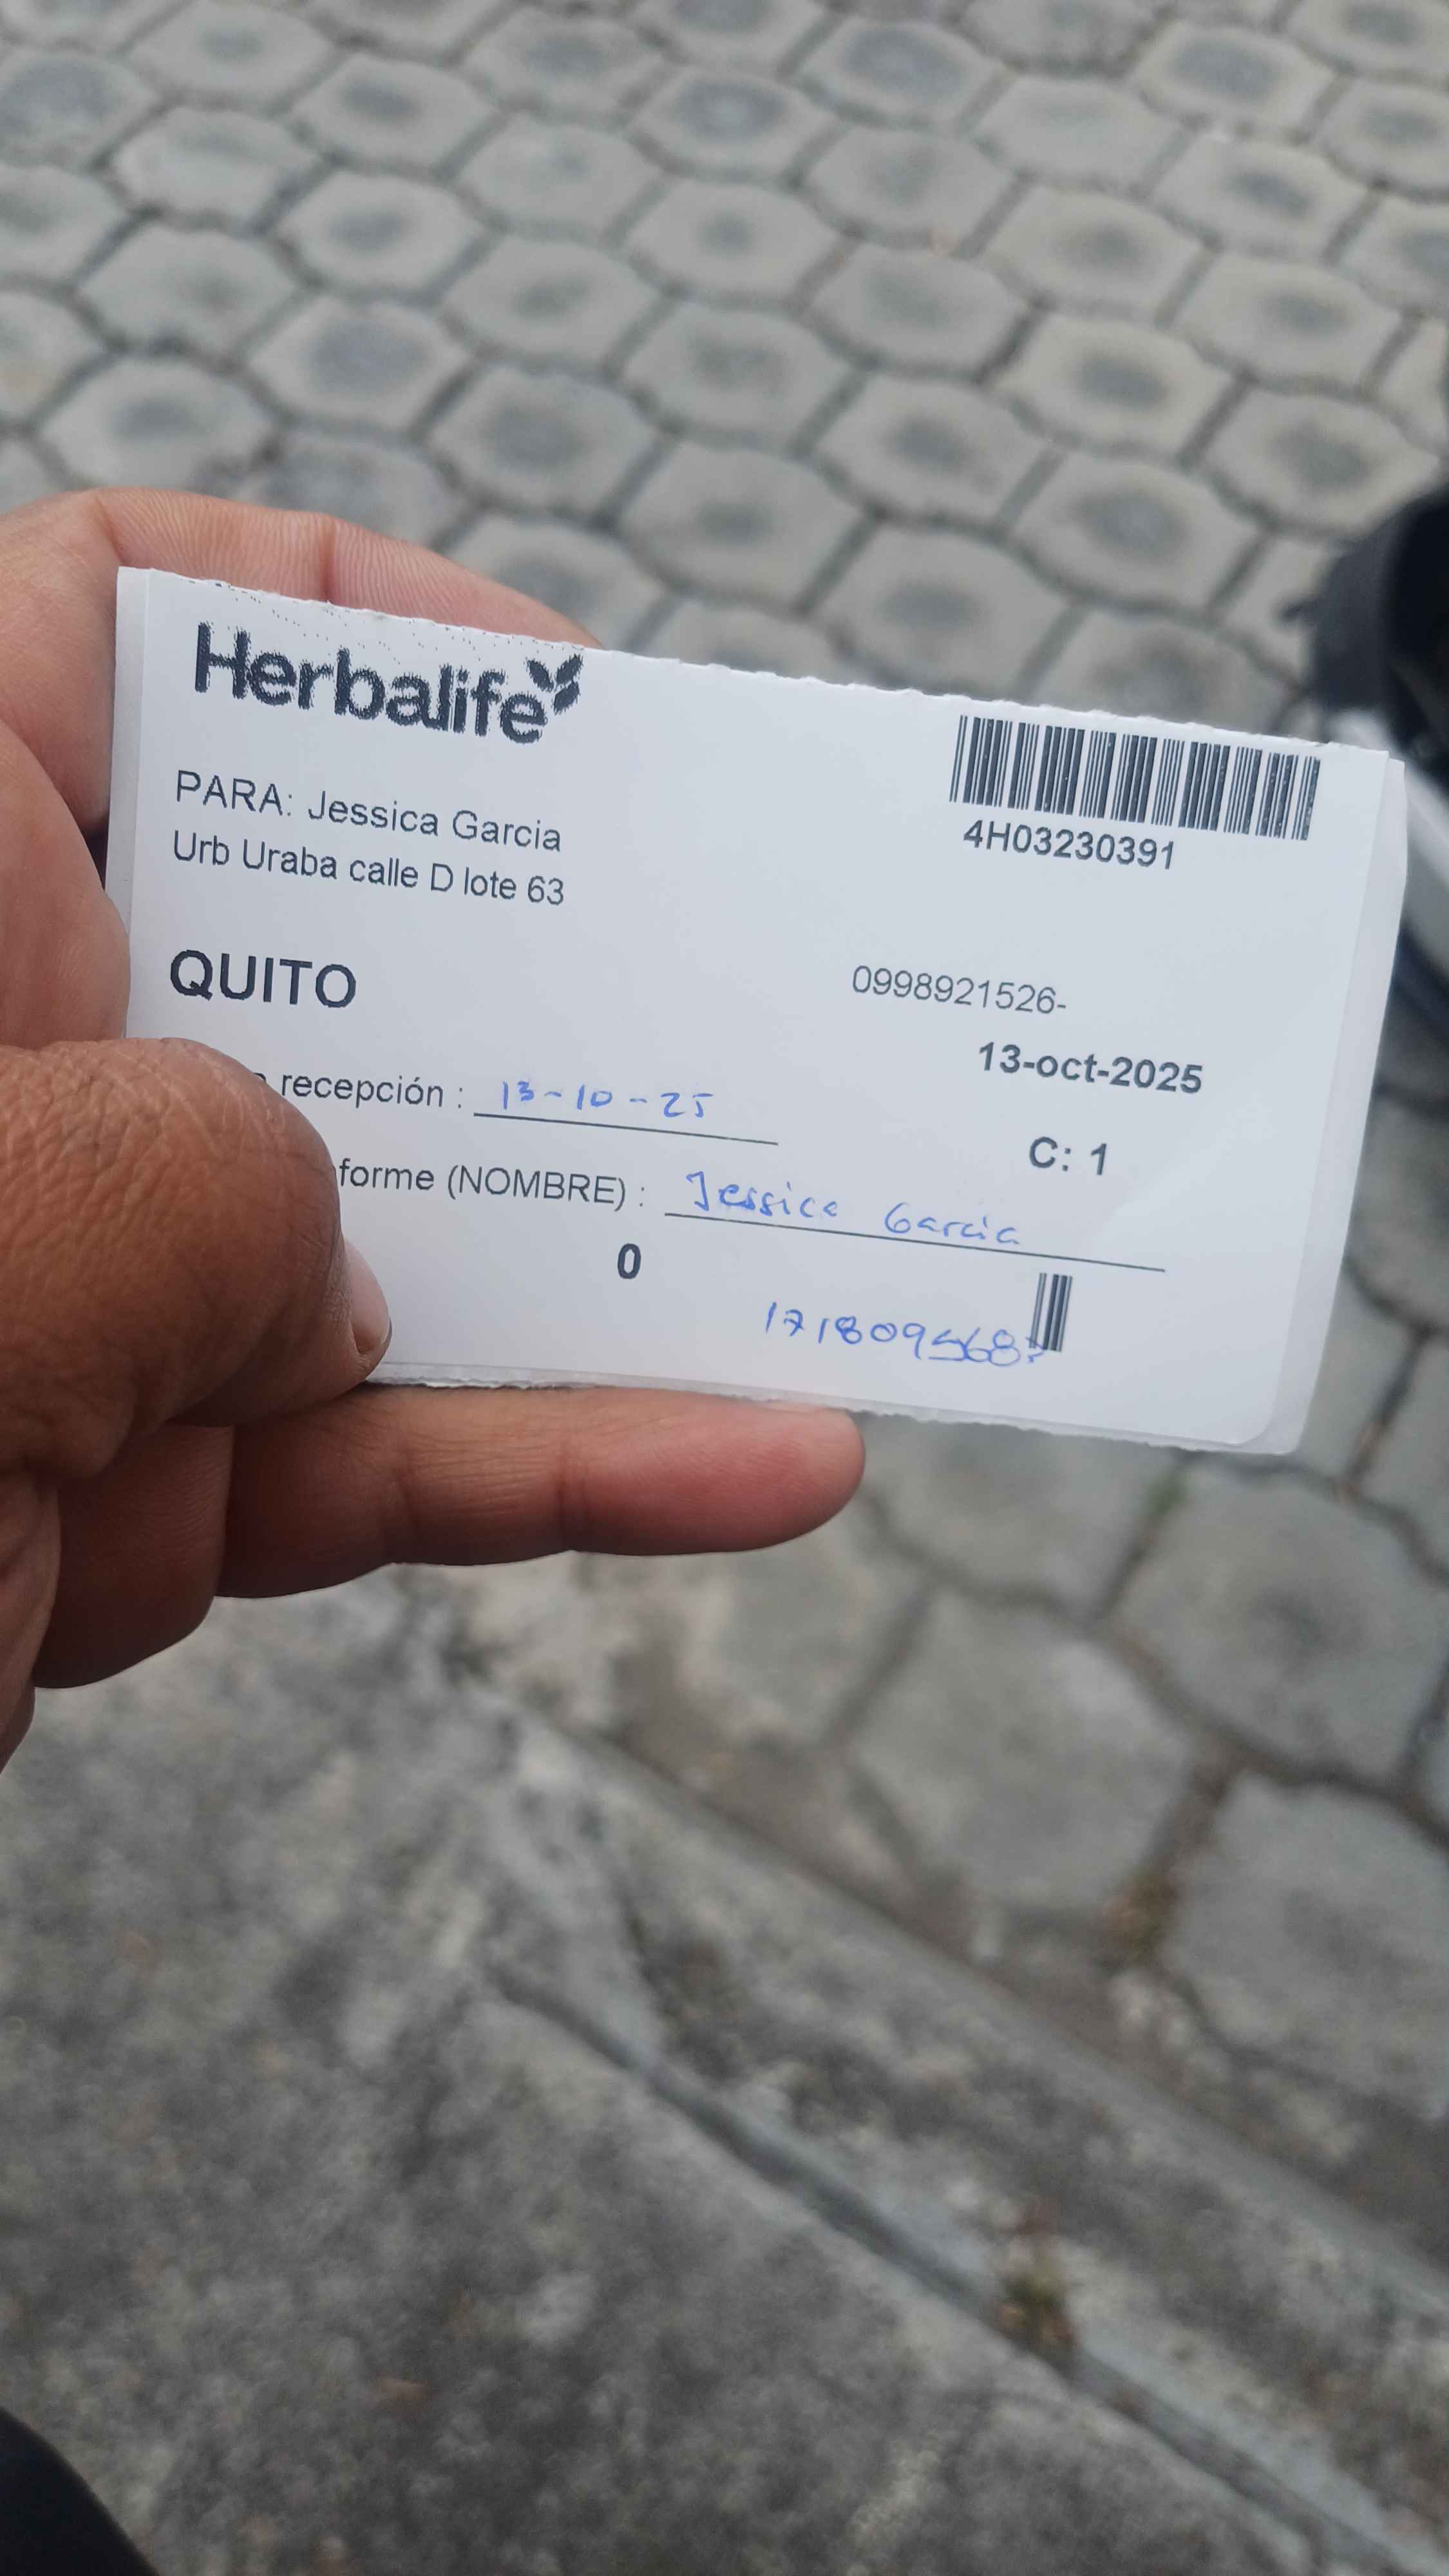 Herbalife
PARA: Jessica Garcia
Urb Uraba calle D lote 63
4H03230391
QUITO
0998921526-
13-oct-2025
recepción : 13-10-25
C: 1
forme (NOMBRE) : Jessica Garcia
0